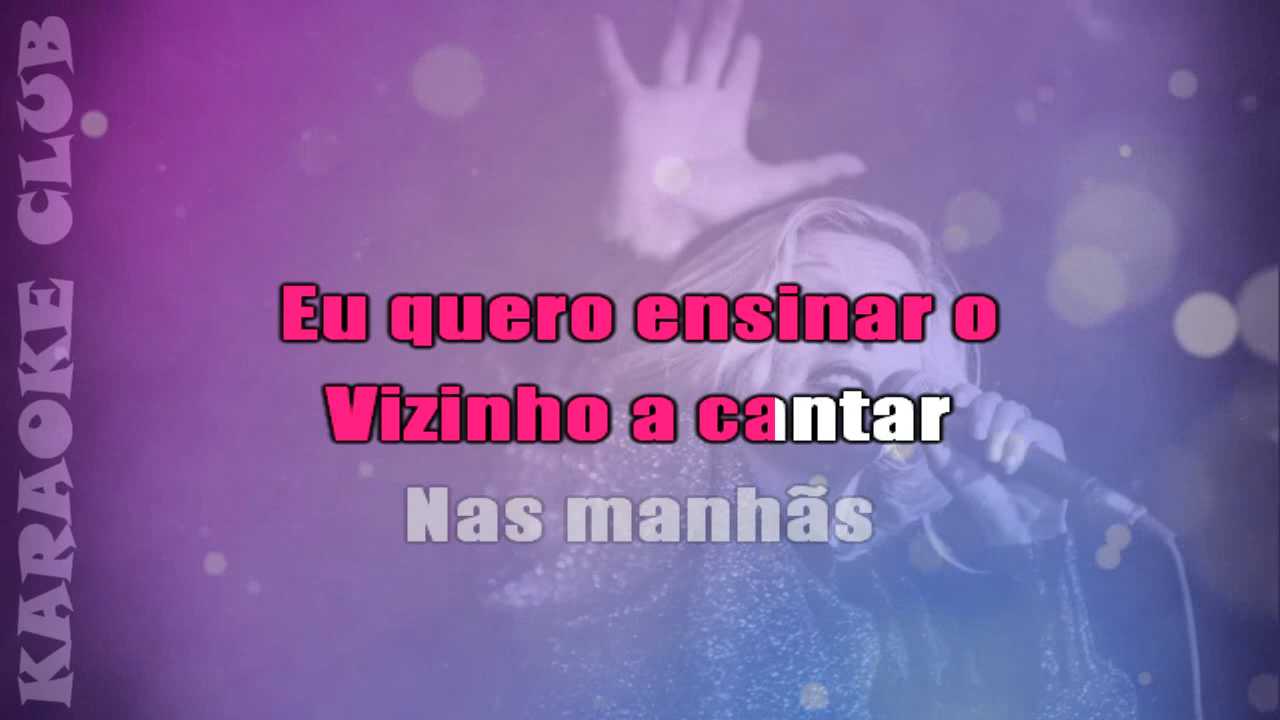 KARAOKE CLUB
Eu quero ensinar o
Vizinho a cantar
Nas manhãs